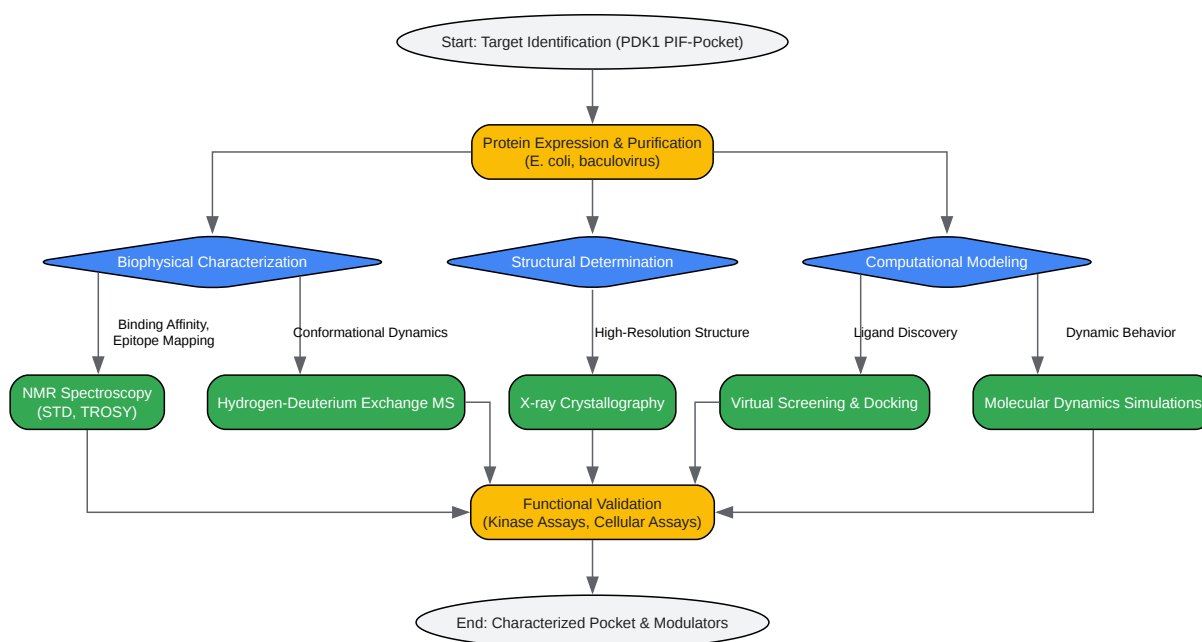 Start: Target Identification (PDK1 PIF-Pocket)
Protein Expression & Purification
(E. coli, baculovirus)
Biophysical Characterization
Structural Determination
Computational Modeling
Binding Affinity,
Epitope Mapping
Conformational Dynamics
High-Resolution Structure
Ligand Discovery
Dynamic Behavior
NMR Spectroscopy
(STD, TROSY)
Hydrogen-Deuterium Exchange MS
X-ray Crystallography
Virtual Screening & Docking
Molecular Dynamics Simulations
Functional Validation
(Kinase Assays, Cellular Assays)
End: Characterized Pocket & Modulators